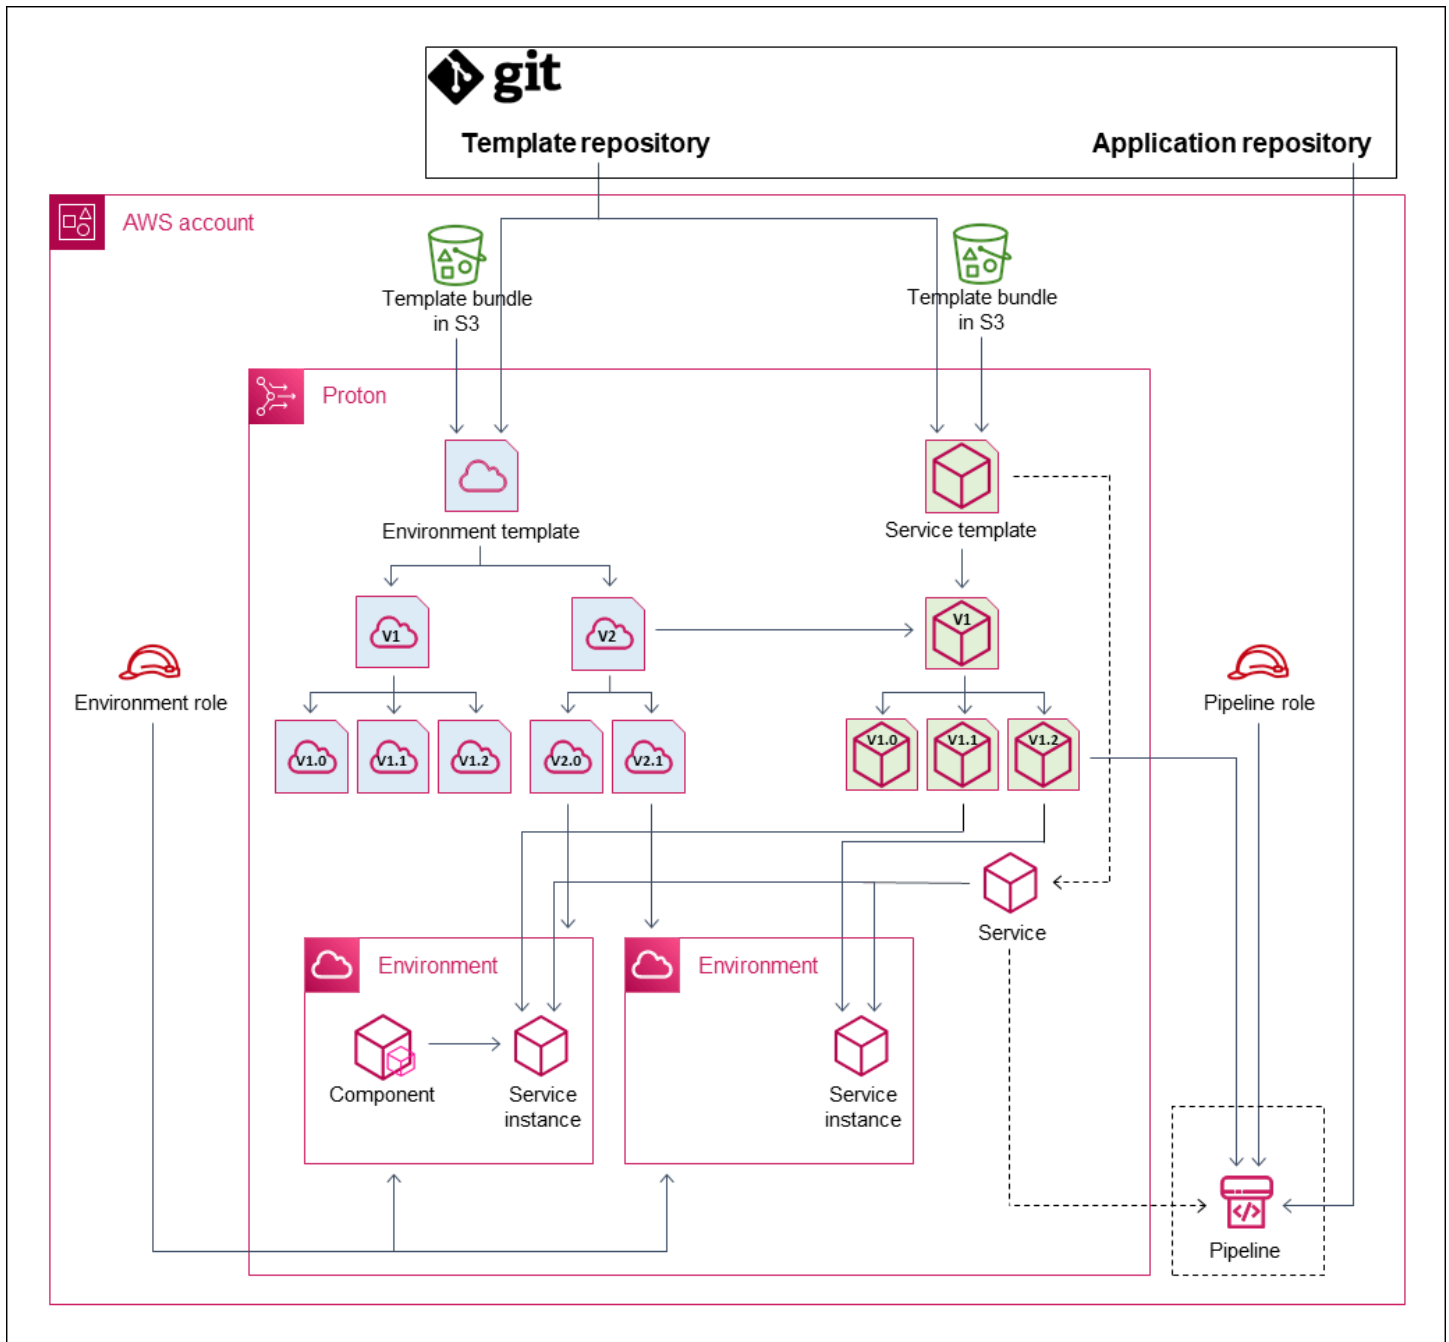 git
Template repository
Application repository
AWS account
Template bundle
in S3
Template bundle
in S3
Proton
Environment template
Service template
V1
V2
V1
Environment role
Pipeline role
V1.0
V1.1
V1.2
V2.0
V2.1
V1.0
V1.1
V1.2
Service
Environment
Environment
Component
Service
instance
Service
instance
</>
Pipeline